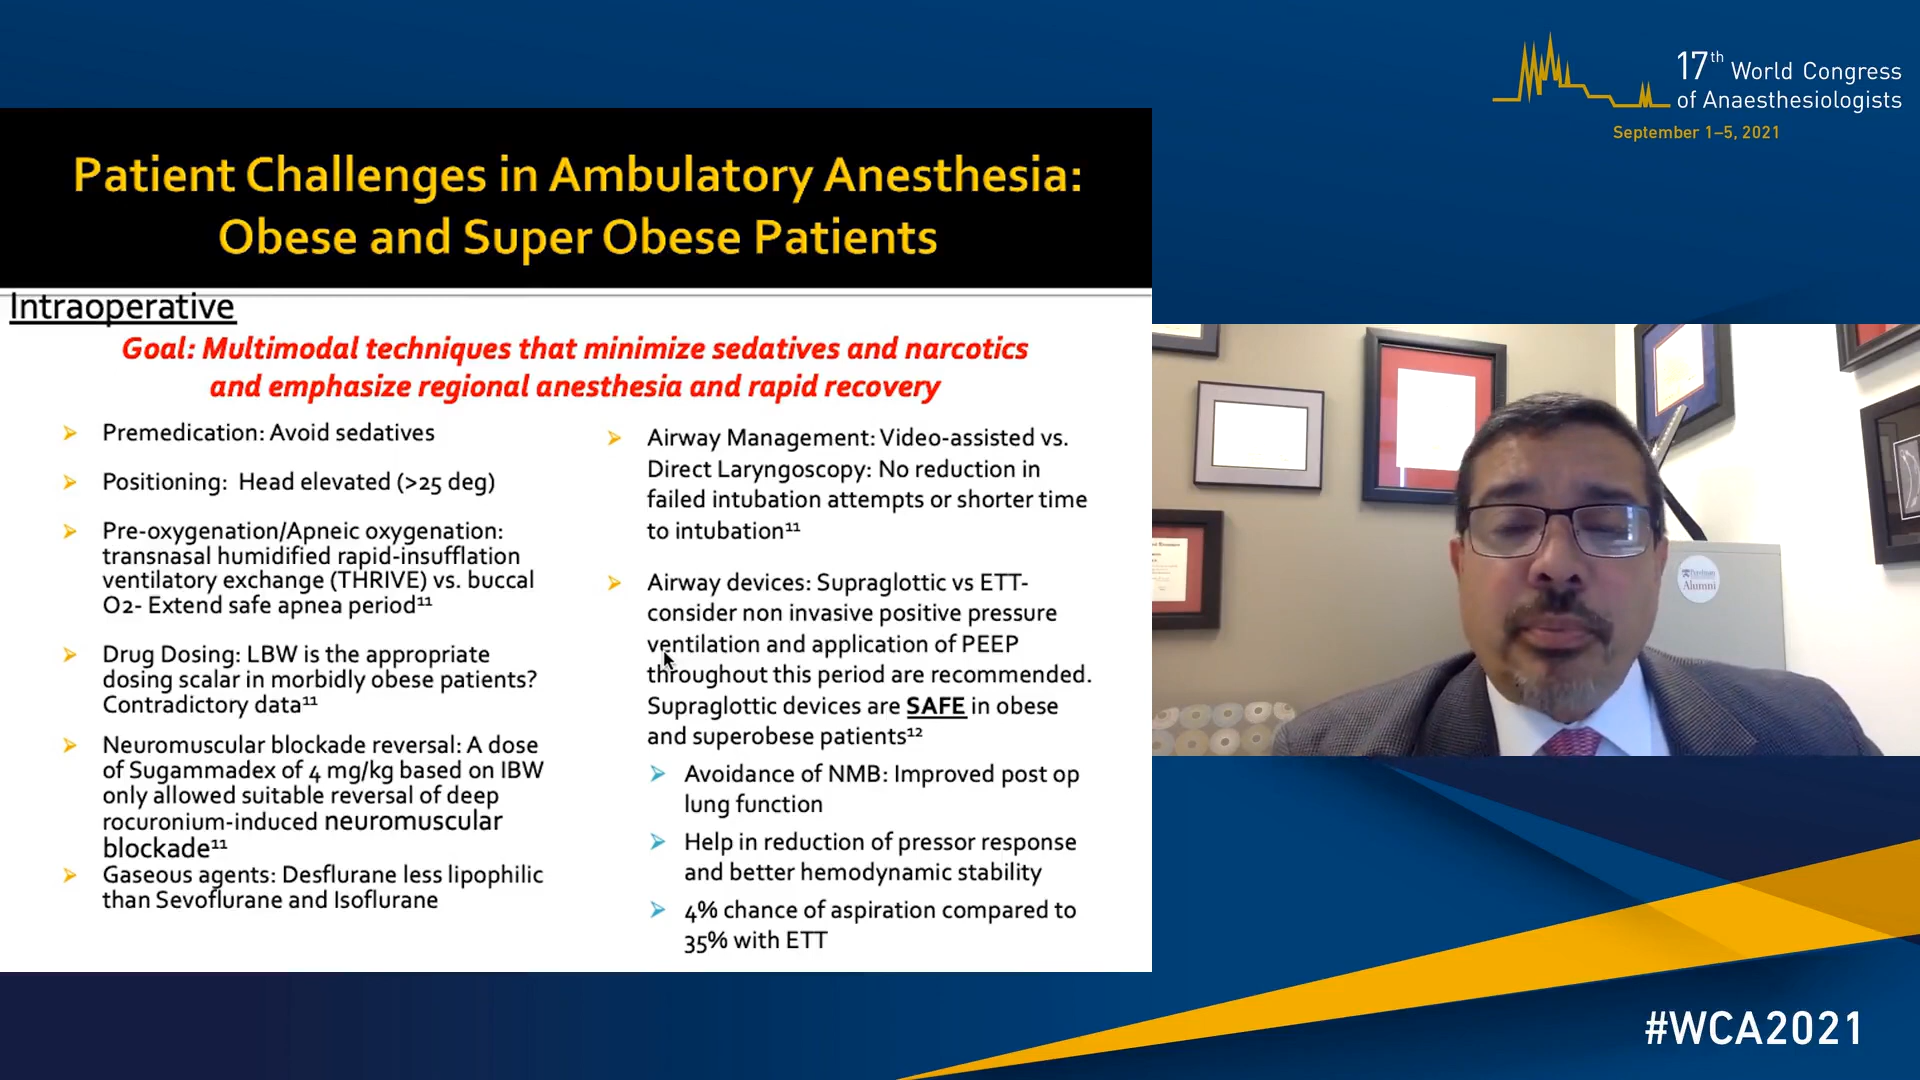 17th World Congress
of Anaesthesiologists
September 1–5, 2021
Patient Challenges in Ambulatory Anesthesia:
Obese and Super Obese Patients
Intraoperative
Goal: Multimodal techniques that minimize sedatives and narcotics
and emphasize regional anesthesia and rapid recovery
Premedication: Avoid sedatives
Positioning: Head elevated (>25 deg)
Pre-oxygenation/Apneic oxygenation:
transnasal humidified rapid-insufflation
ventilatory exchange (THRIVE) vs. buccal
O2- Extend safe apnea period¹¹
Drug Dosing: LBW is the appropriate
dosing scalar in morbidly obese patients?
Contradictory data¹¹
Neuromuscular blockade reversal: A dose
of Sugammadex of 4 mg/kg based on IBW
only allowed suitable reversal of deep
rocuronium-induced neuromuscular
blockade¹¹
Gaseous agents: Desflurane less lipophilic
than Sevoflurane and Isoflurane
Airway Management: Video-assisted vs.
Direct Laryngoscopy: No reduction in
failed intubation attempts or shorter time
to intubation¹¹
Airway devices: Supraglottic vs ETT-
consider non invasive positive pressure
ventilation and application of PEEP
throughout this period are recommended.
Supraglottic devices are SAFE in obese
and superobese patients¹²
Avoidance of NMB: Improved post op
lung function
Help in reduction of pressor response
and better hemodynamic stability
4% chance of aspiration compared to
35% with ETT
Alumni
#WCA2021